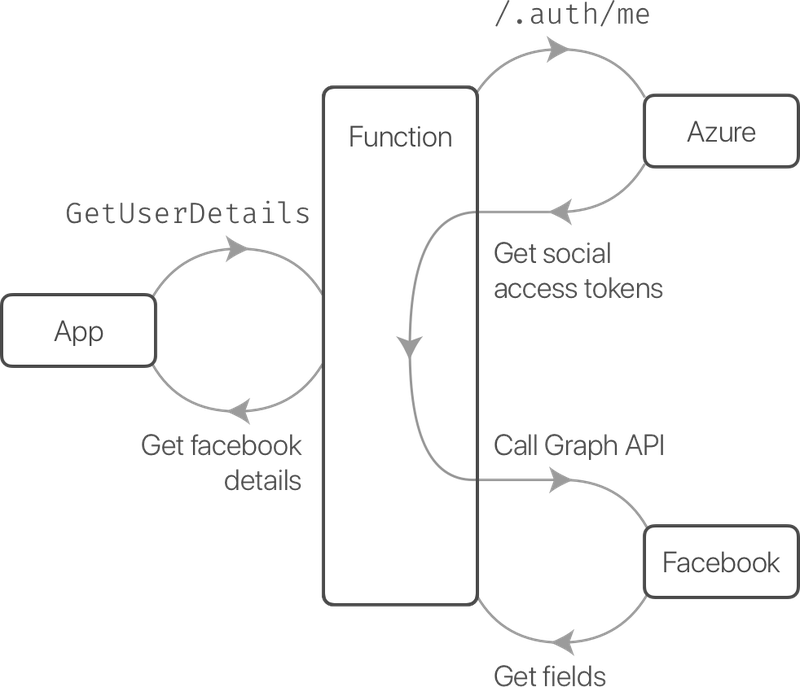 /.auth/me
Azure
Function
GetUserDetails
Get social
access tokens
App
Get facebook
details
Call Graph API
Facebook
Get fields